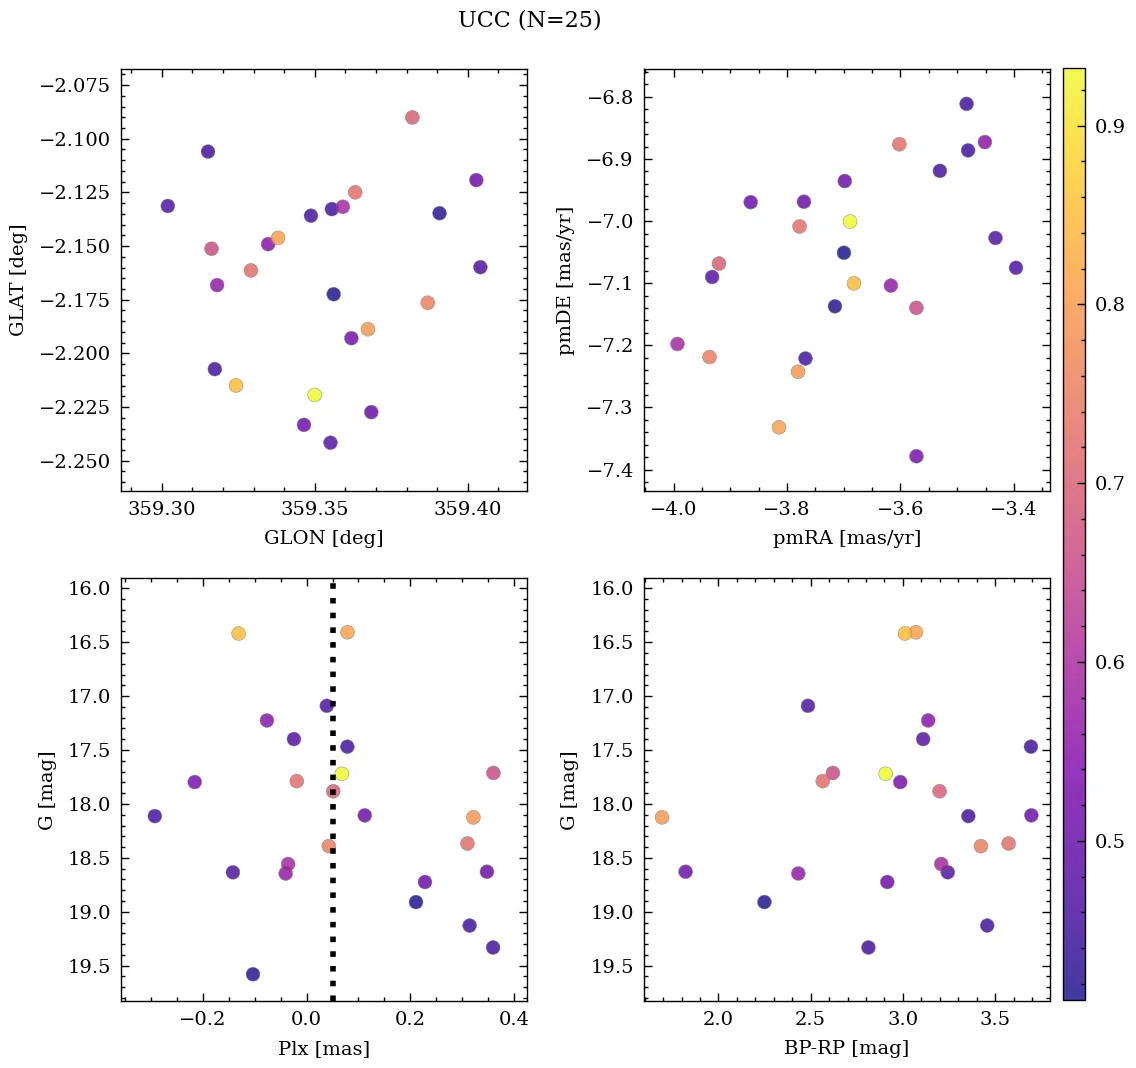 UCC (N=25)
−2.075
−2.100
−2.125
−2.150
−2.175
−2.200
−2.225
−2.250
GLAT [deg]
359.30 359.35 359.40
GLON [deg]
−6.8
−6.9
−7.0
−7.1
−7.2
−7.3
−7.4
pmDE [mas/yr]
−4.0 −3.8 −3.6 −3.4
pmRA [mas/yr]
16.0
16.5
17.0
17.5
18.0
18.5
19.0
19.5
G [mag]
−0.2 0.0 0.2 0.4
Plx [mas]
16.0
16.5
17.0
17.5
18.0
18.5
19.0
19.5
G [mag]
2.0 2.5 3.0 3.5
BP-RP [mag]
0.9
0.8
0.7
0.6
0.5